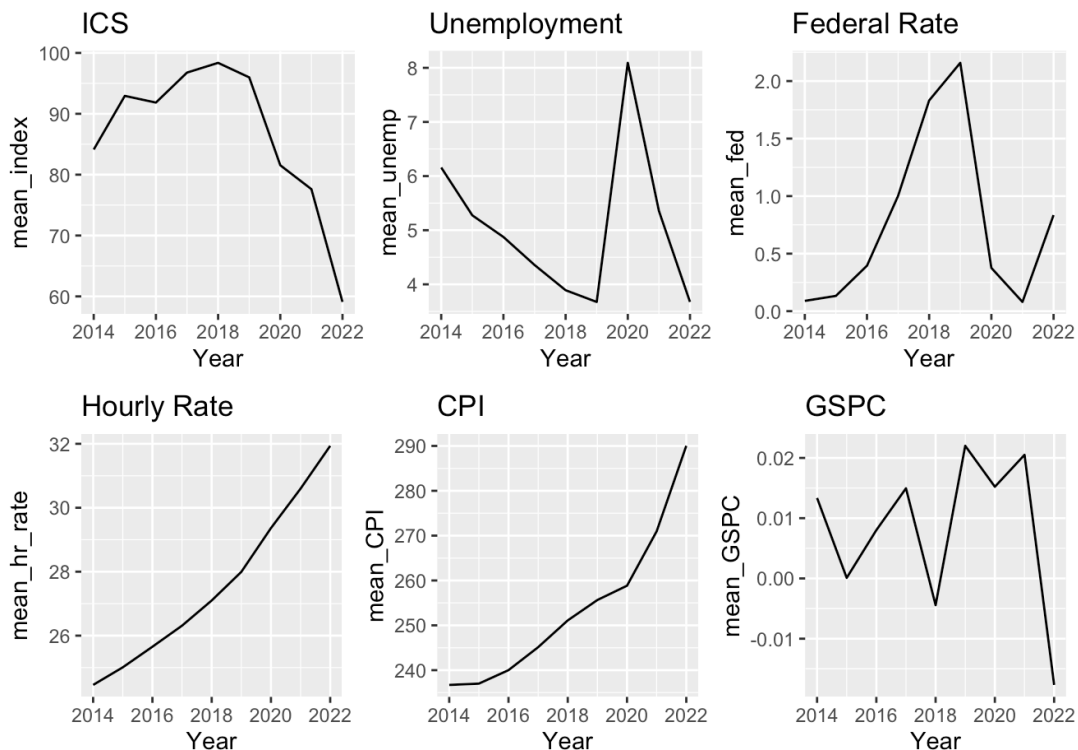 ICS
mean_index
100
90
80
70
60
2014 2016 2018 2020 2022
Year
Unemployment
mean_unemp
8
7
6
5
4
2014 2016 2018 2020 2022
Year
Federal Rate
mean_fed
2.0
1.5
1.0
0.5
0.0
2014 2016 2018 2020 2022
Year
Hourly Rate
mean_hr_rate
32
30
28
26
2014 2016 2018 2020 2022
Year
CPI
mean_CPI
290
280
270
260
250
240
2014 2016 2018 2020 2022
Year
GSPC
mean_GSPC
0.02
0.01
0.00
-0.01
2014 2016 2018 2020 2022
Year